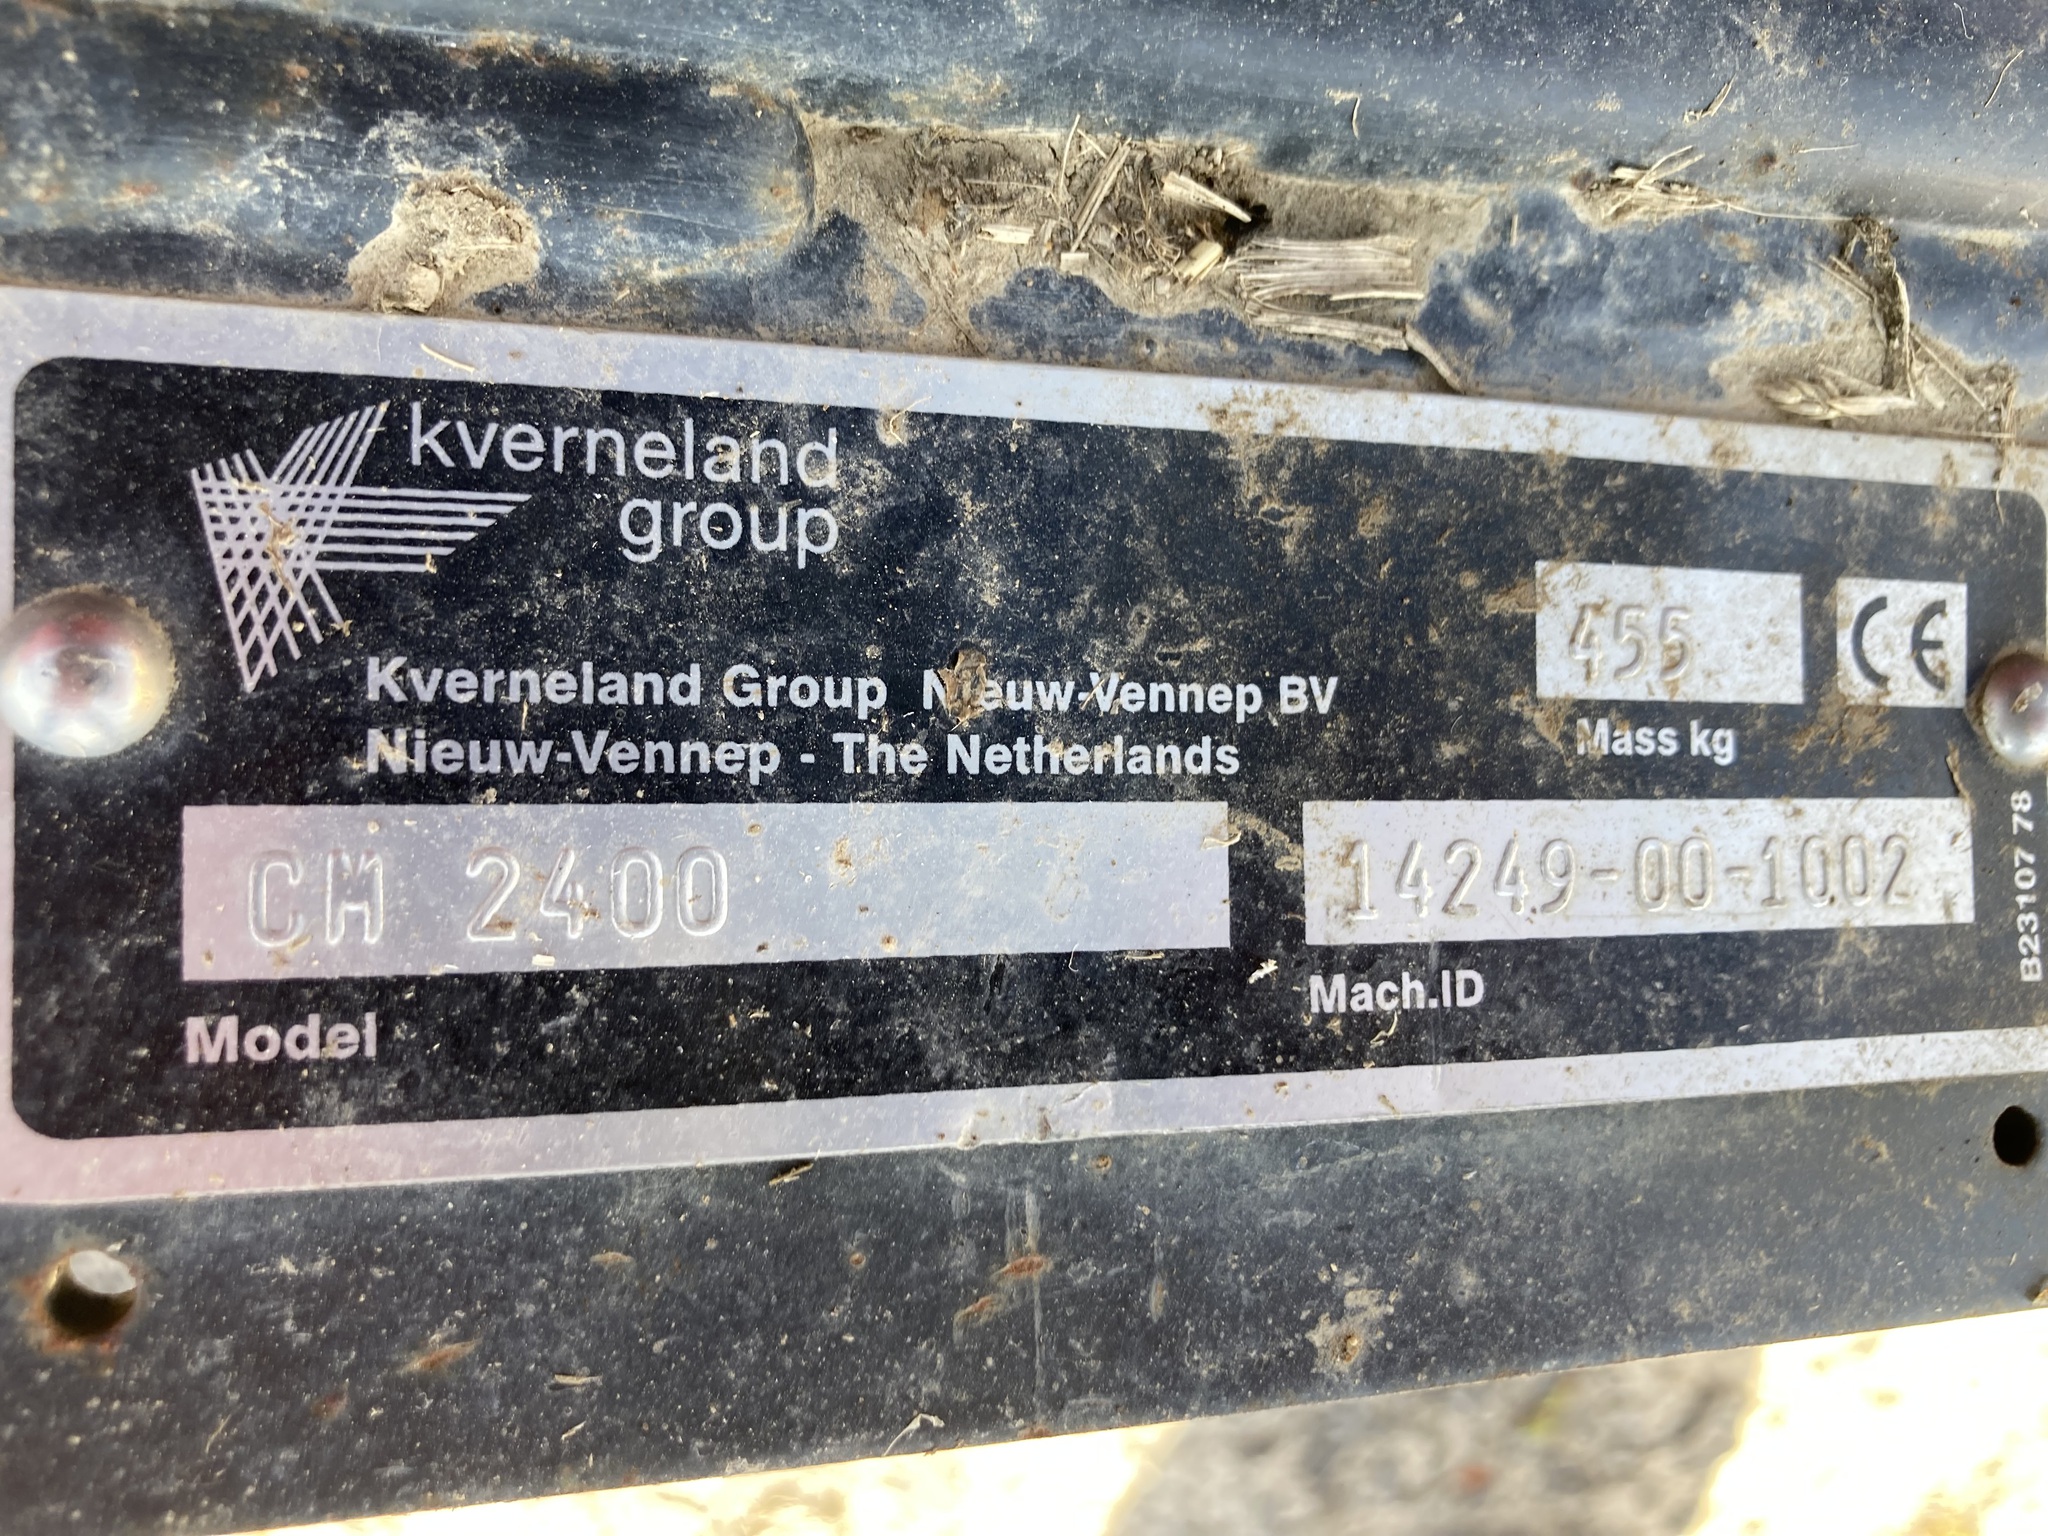 kverneland
group
Kverneland Group Nieuw-Vennep BV
Nieuw-Vennep - The Netherlands
455
CE
Mass kg
CM 2400
14249-00-1002
Model
Mach.ID
B23107 78